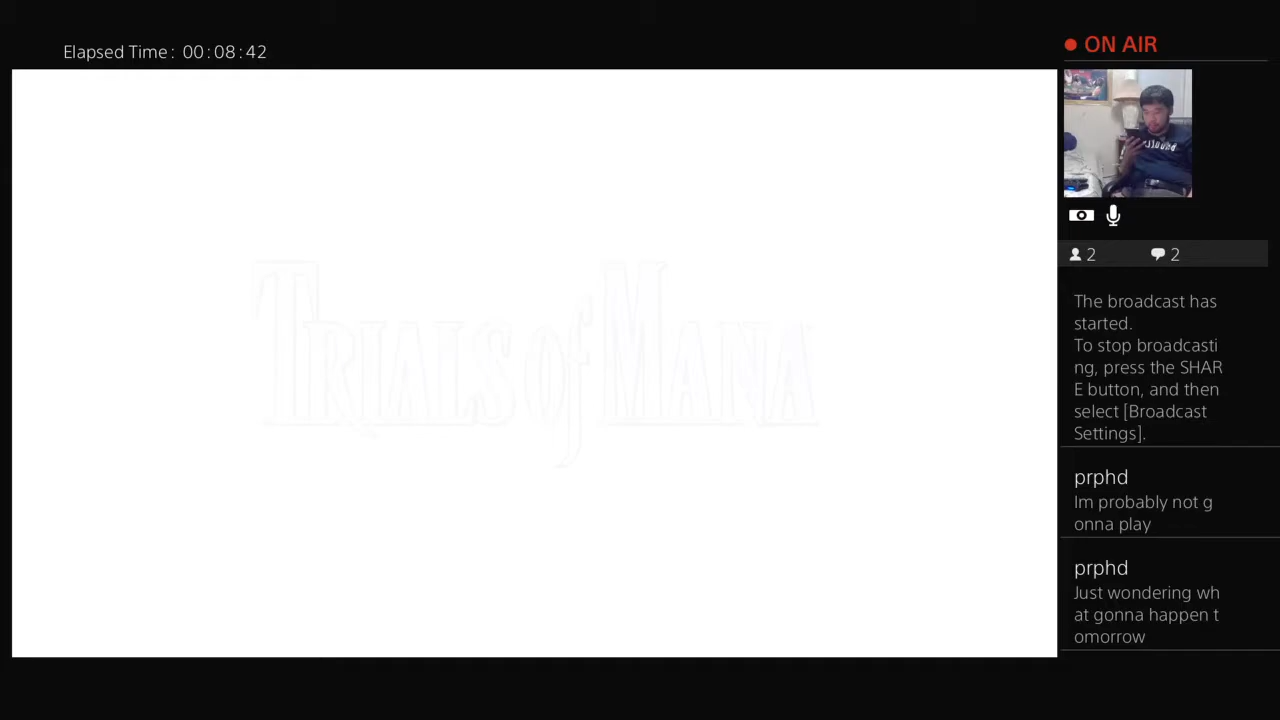 Elapsed Time: 00:08:42
ON AIR
TRIALS of MANA
2
2
The broadcast has
started.
To stop broadcasti
ng, press the SHAR
E button, and then
select [Broadcast
Settings].
prphd
Im probably not g
onna play
prphd
Just wondering wh
at gonna happen t
omorrow